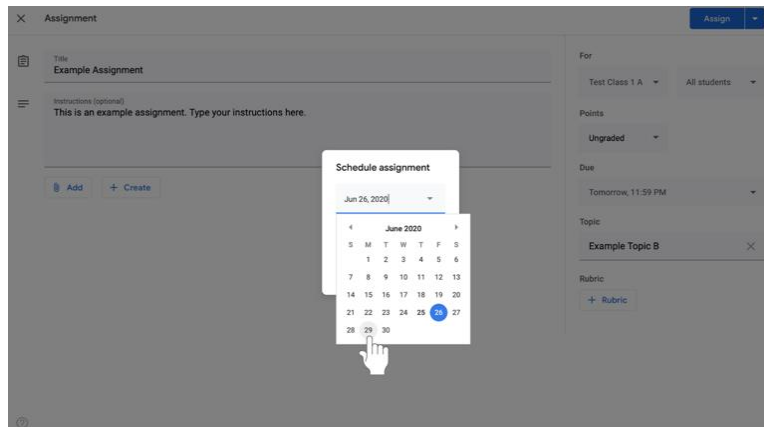 Assignment
Assign
Title
Example Assignment
Instructions (optional)
This is an example assignment. Type your instructions here.
Add
+ Create
Schedule assignment
Jun 26, 2020
June 2020
S M T W T F S
1 2 3 4 5 6
7 8 9 10 11 12 13
14 15 16 17 18 19 20
21 22 23 24 25 26 27
28 29 30
For
Test Class 1 A
All students
Points
Ungraded
Due
Tomorrow, 11:59 PM
Topic
Example Topic B
Rubric
+ Rubric